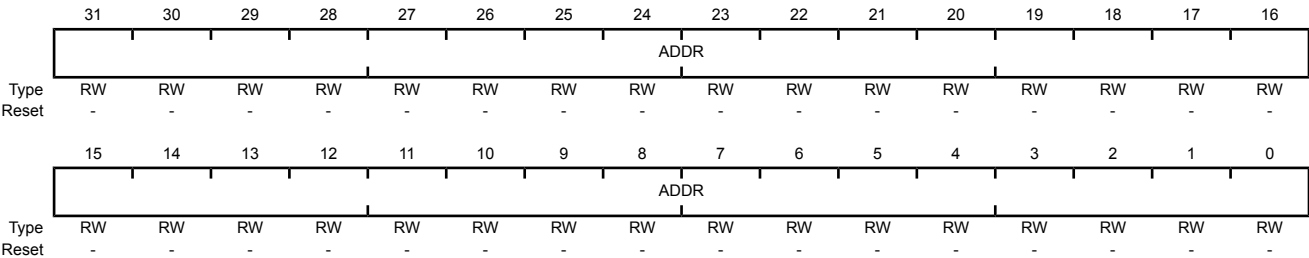 31 30 29 28 27 26 25 24 23 22 21 20 19 18 17 16
ADDR
Type RW RW RW RW RW RW RW RW RW RW RW RW RW RW RW RW
Reset - - - - - - - - - - - - - - - -
15 14 13 12 11 10 9 8 7 6 5 4 3 2 1 0
ADDR
Type RW RW RW RW RW RW RW RW RW RW RW RW RW RW RW RW
Reset - - - - - - - - - - - - - - - -